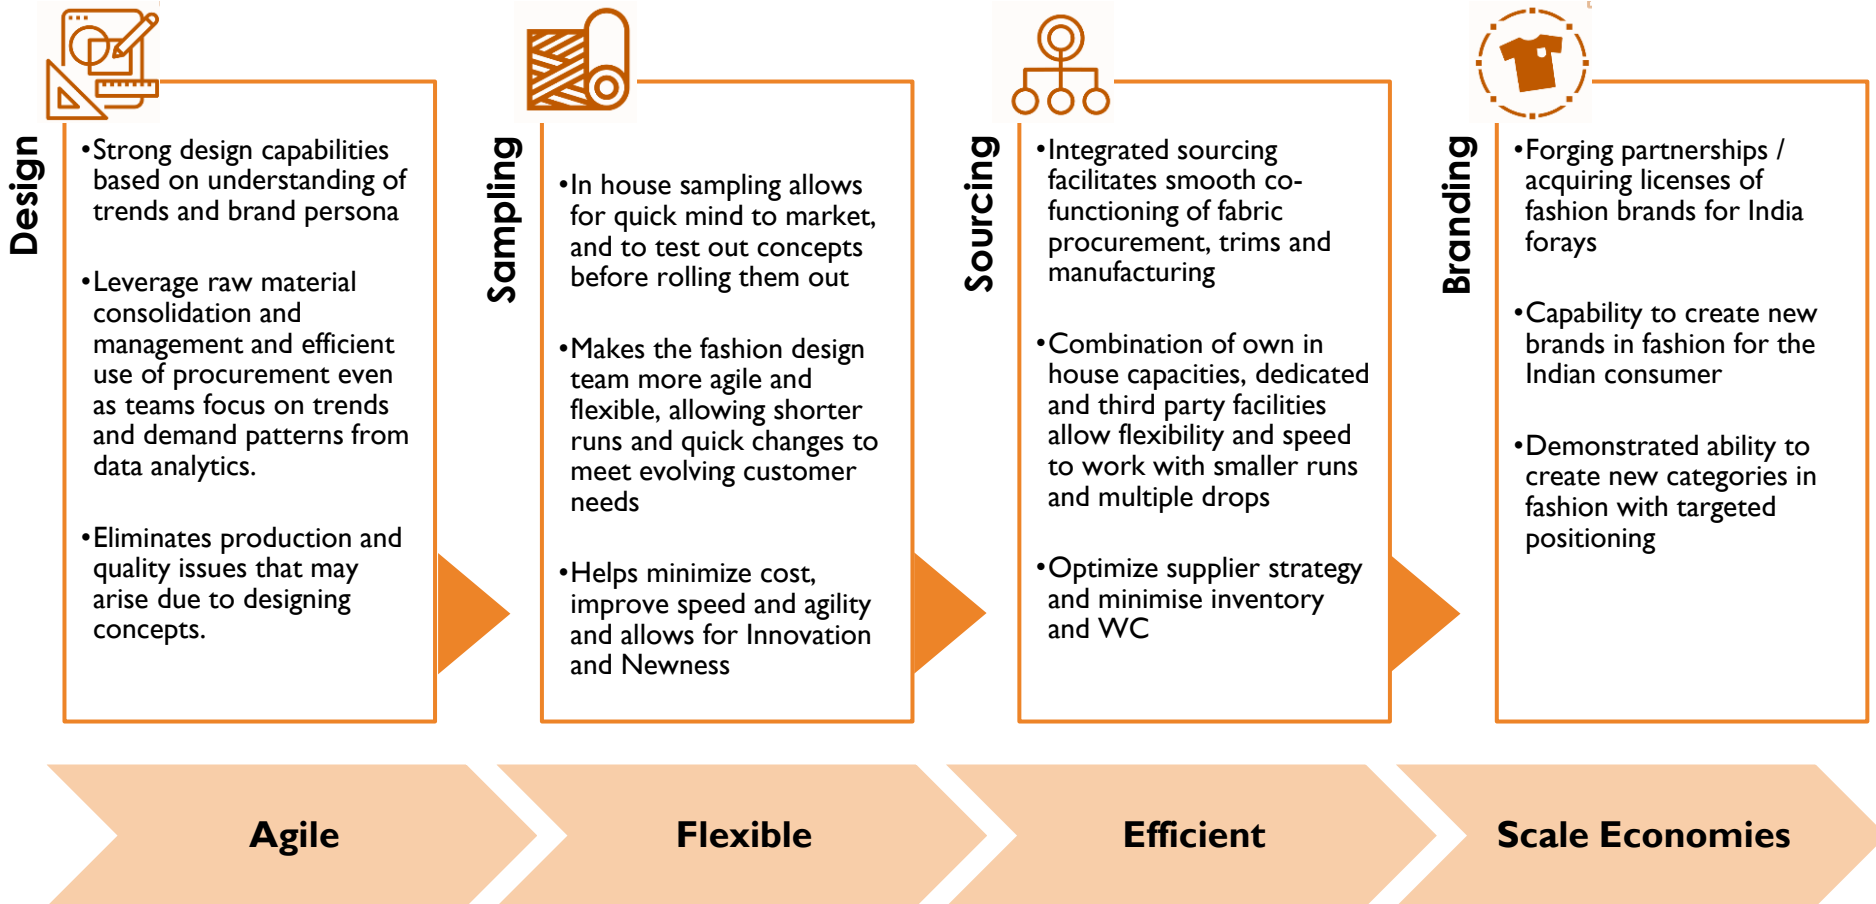 Design
•Strong design capabilities
based on understanding of
trends and brand persona
•Leverage raw material
consolidation and
management and efficient
use of procurement even
as teams focus on trends
and demand patterns from
data analytics.
•Eliminates production and
quality issues that may
arise due to designing
concepts.
Sampling
•In house sampling allows
for quick mind to market,
and to test out concepts
before rolling them out
•Makes the fashion design
team more agile and
flexible, allowing shorter
runs and quick changes to
meet evolving customer
needs
•Helps minimize cost,
improve speed and agility
and allows for Innovation
and Newness
Sourcing
•Integrated sourcing
facilitates smooth co-
functioning of fabric
procurement, trims and
manufacturing
•Combination of own in
house capacities, dedicated
and third party facilities
allow flexibility and speed
to work with smaller runs
and multiple drops
•Optimize supplier strategy
and minimise inventory
and WC
Branding
•Forging partnerships /
acquiring licenses of
fashion brands for India
forays
•Capability to create new
brands in fashion for the
Indian consumer
•Demonstrated ability to
create new categories in
fashion with targeted
positioning
Agile
Flexible
Efficient
Scale Economies